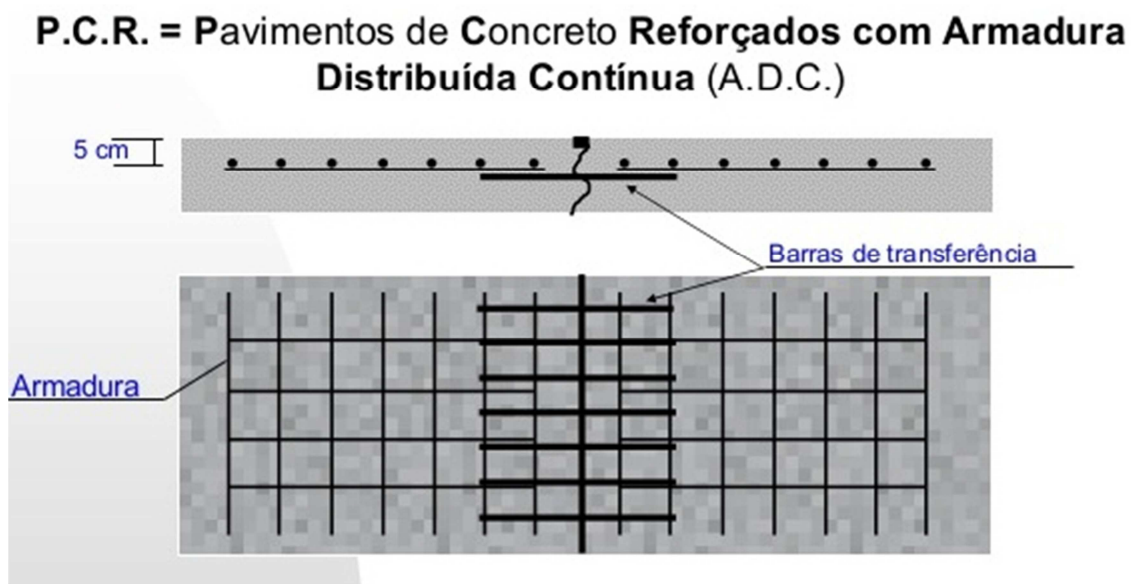 P.C.R. = Pavimentos de Concreto Reforçados com Armadura
Distribuída Contínua (A.D.C.)
5 cm
Barras de transferência
Armadura